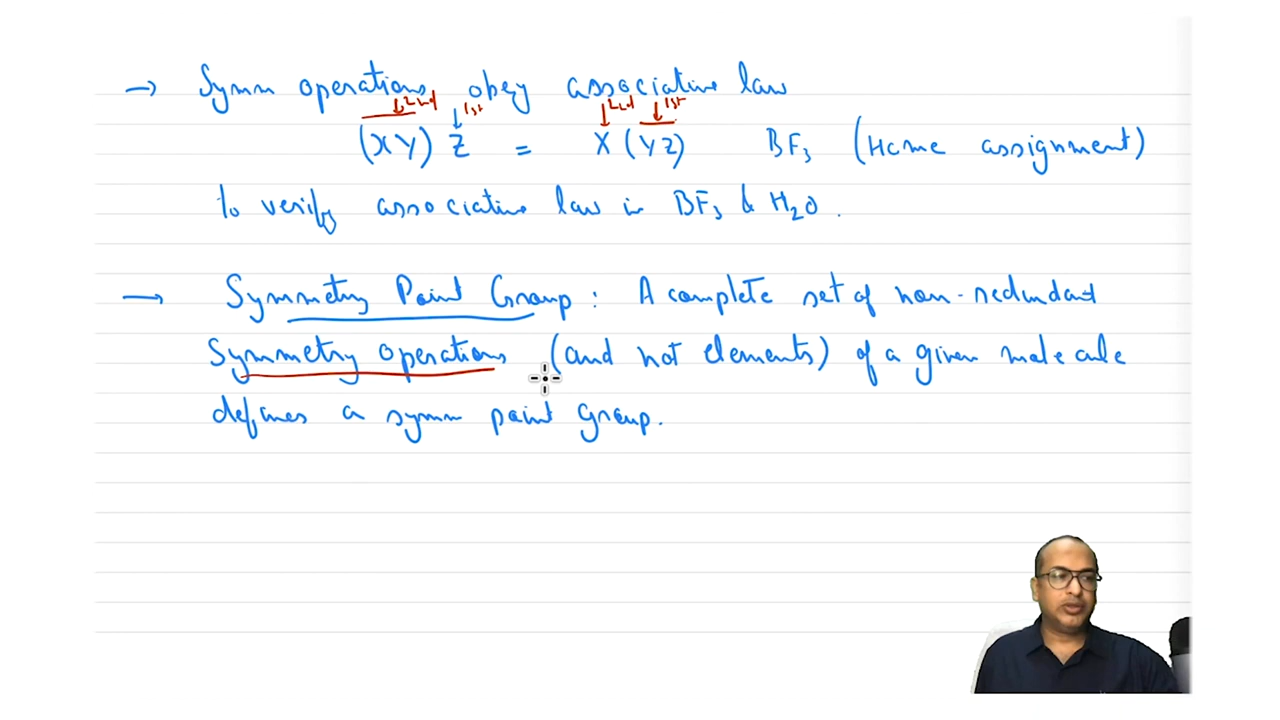 → Symm operations obey associative law
↓2nd ↓1st ↓2nd ↓1st
(XY) Z = X (YZ) BF₃ (Home assignment)
to verify associative law in BF₃ & H₂O.
→ Symmetry Point Group: A complete set of non-redundant
Symmetry operations (and not elements) of a given molecule
defines a symm point group.